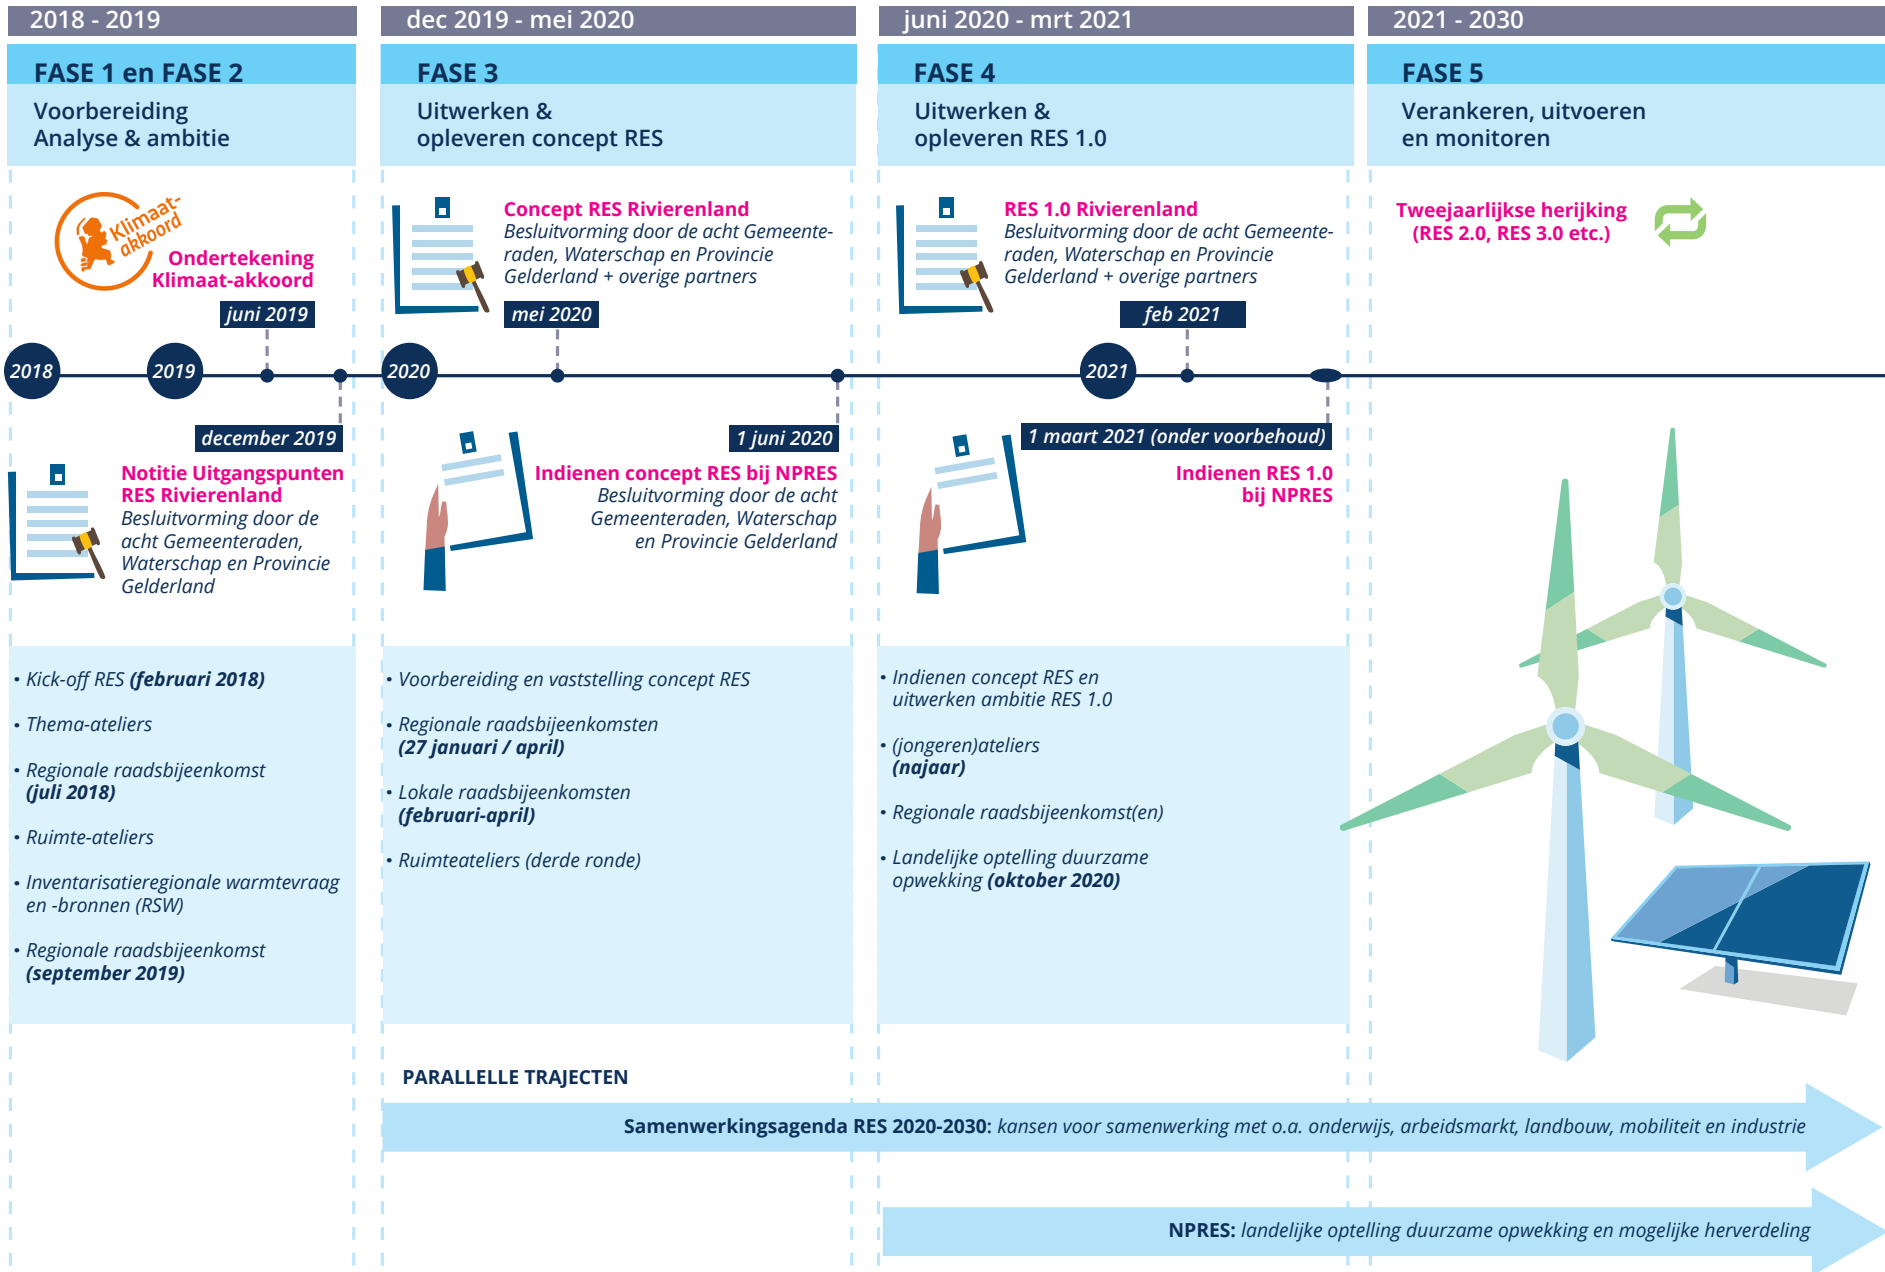 2018 - 2019
FASE 1 en FASE 2
Voorbereiding
Analyse & ambitie
dec 2019 - mei 2020
FASE 3
Uitwerken &
opleveren concept RES
juni 2020 - mrt 2021
FASE 4
Uitwerken &
opleveren RES 1.0
2021 - 2030
FASE 5
Verankeren, uitvoeren
en monitoren
Klimaat-
akkoord
Ondertekening
Klimaat-akkoord
juni 2019
Concept RES Rivierenland
Besluitvorming door de acht Gemeente-
raden, Waterschap en Provincie
Gelderland + overige partners
mei 2020
RES 1.0 Rivierenland
Besluitvorming door de acht Gemeente-
raden, Waterschap en Provincie
Gelderland + overige partners
feb 2021
Tweejaarlijkse herijking
(RES 2.0, RES 3.0 etc.)
2018
2019
2020
2021
december 2019
Notitie Uitgangspunten
RES Rivierenland
Besluitvorming door de
acht Gemeenteraden,
Waterschap en Provincie
Gelderland
1 juni 2020
Indienen concept RES bij NPRES
Besluitvorming door de acht
Gemeenteraden, Waterschap
en Provincie Gelderland
1 maart 2021 (onder voorbehoud)
Indienen RES 1.0
bij NPRES
• Kick-off RES (februari 2018)
• Thema-ateliers
• Regionale raadsbijeenkomst
(juli 2018)
• Ruimte-ateliers
• Inventarisatieregionale warmtevraag
en -bronnen (RSW)
• Regionale raadsbijeenkomst
(september 2019)
• Voorbereiding en vaststelling concept RES
• Regionale raadsbijeenkomsten
(27 januari / april)
• Lokale raadsbijeenkomsten
(februari-april)
• Ruimteateliers (derde ronde)
• Indienen concept RES en
uitwerken ambitie RES 1.0
• (jongeren)ateliers
(najaar)
• Regionale raadsbijeenkomst(en)
• Landelijke optelling duurzame
opwekking (oktober 2020)
PARALLELLE TRAJECTEN
Samenwerkingsagenda RES 2020-2030: kansen voor samenwerking met o.a. onderwijs, arbeidsmarkt, landbouw, mobiliteit en industrie
NPRES: landelijke optelling duurzame opwekking en mogelijke herverdeling